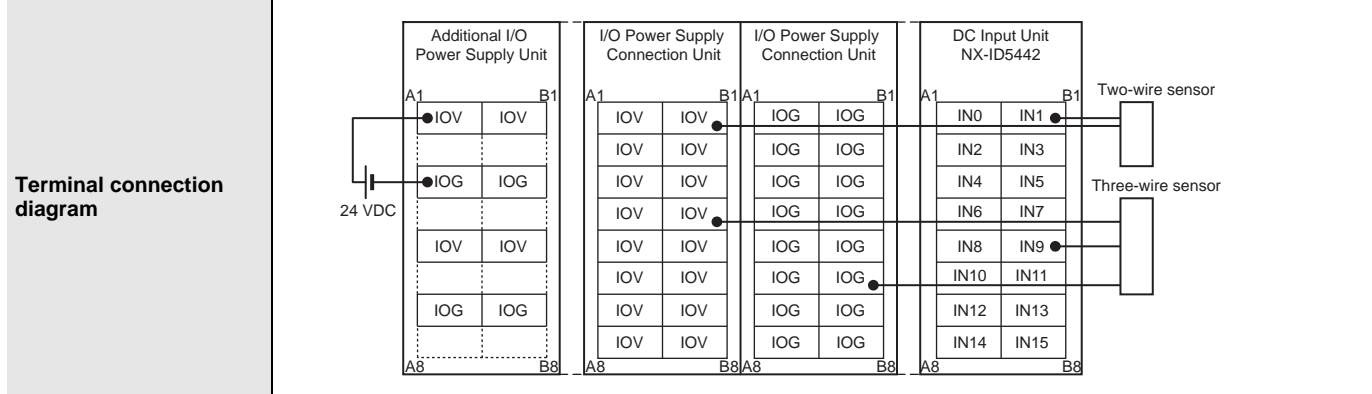 Terminal connection
diagram
24 VDC
Additional I/O
Power Supply Unit
A1 B1
IOV IOV
IOG IOG
IOV IOV
IOG IOG
A8 B8
I/O Power Supply
Connection Unit
A1 B1
IOV IOV
IOV IOV
IOV IOV
IOV IOV
IOV IOV
IOV IOV
IOV IOV
IOV IOV
A8 B8
I/O Power Supply
Connection Unit
A1 B1
IOG IOG
IOG IOG
IOG IOG
IOG IOG
IOG IOG
IOG IOG
IOG IOG
IOG IOG
A8 B8
DC Input Unit
NX-ID5442
A1 B1
IN0 IN1
IN2 IN3
IN4 IN5
IN6 IN7
IN8 IN9
IN10 IN11
IN12 IN13
IN14 IN15
A8 B8
Two-wire sensor
Three-wire sensor